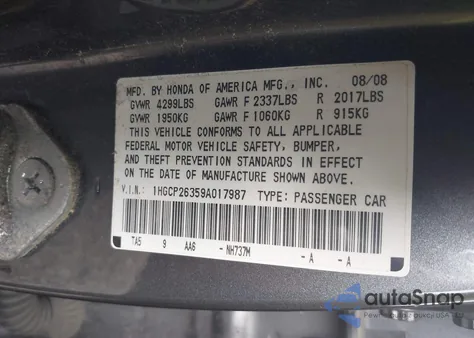 MFD. BY HONDA OF AMERICA MFG., INC. 08/08
GVWR 4299LBS GAWR F 2337LBS R 2017LBS
GVWR 1950KG GAWR F 1060KG R 915KG
THIS VEHICLE CONFORMS TO ALL APPLICABLE
FEDERAL MOTOR VEHICLE SAFETY, BUMPER,
AND THEFT PREVENTION STANDARDS IN EFFECT
ON THE DATE OF MANUFACTURE SHOWN ABOVE.
V.I.N.: 1HGCP26359A017987 TYPE: PASSENGER CAR
TA5 9 AA6 -NH737M -A -A
autoSnap